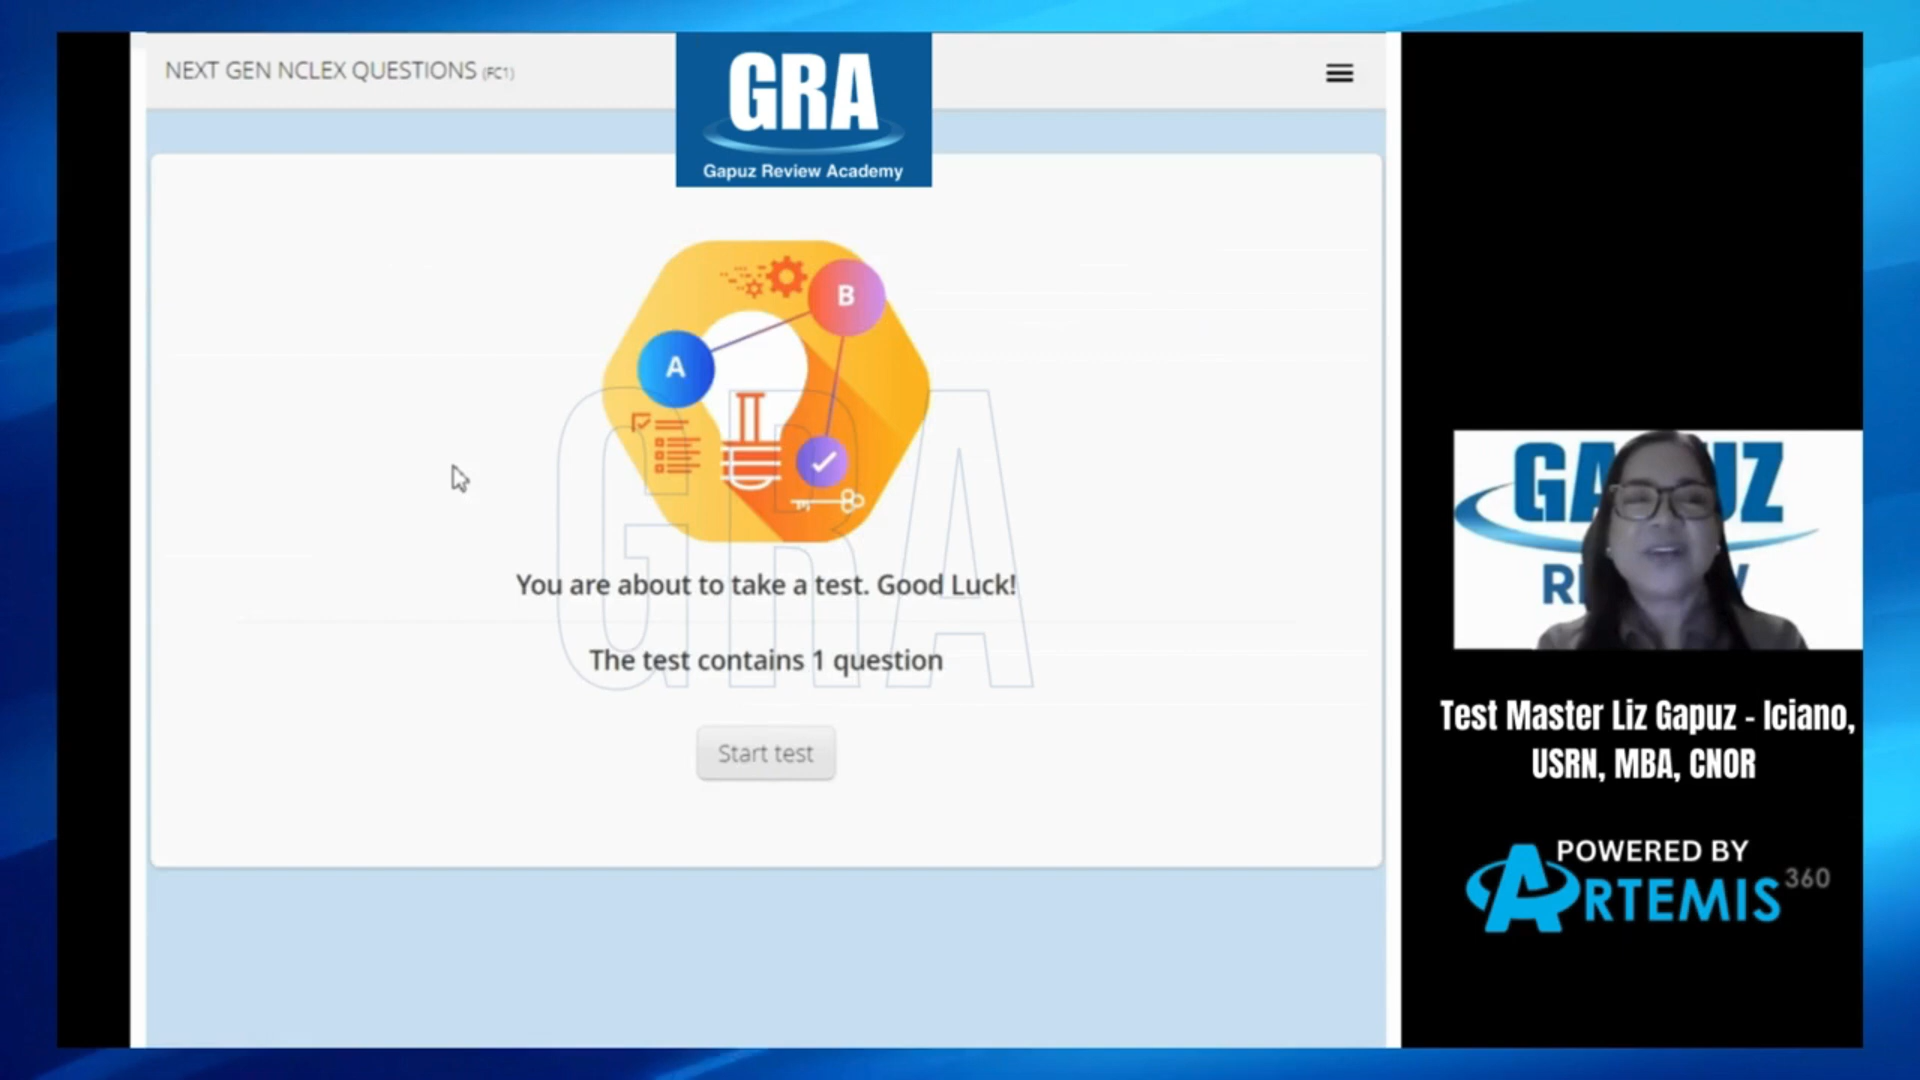 NEXT GEN NCLEX QUESTIONS (FC1)
GRA
Gapuz Review Academy
B
A
GRA
You are about to take a test. Good Luck!
The test contains 1 question
Start test
Test Master Liz Gapuz - Iciano,
USRN, MBA, CNOR
POWERED BY
ARTEMIS 360